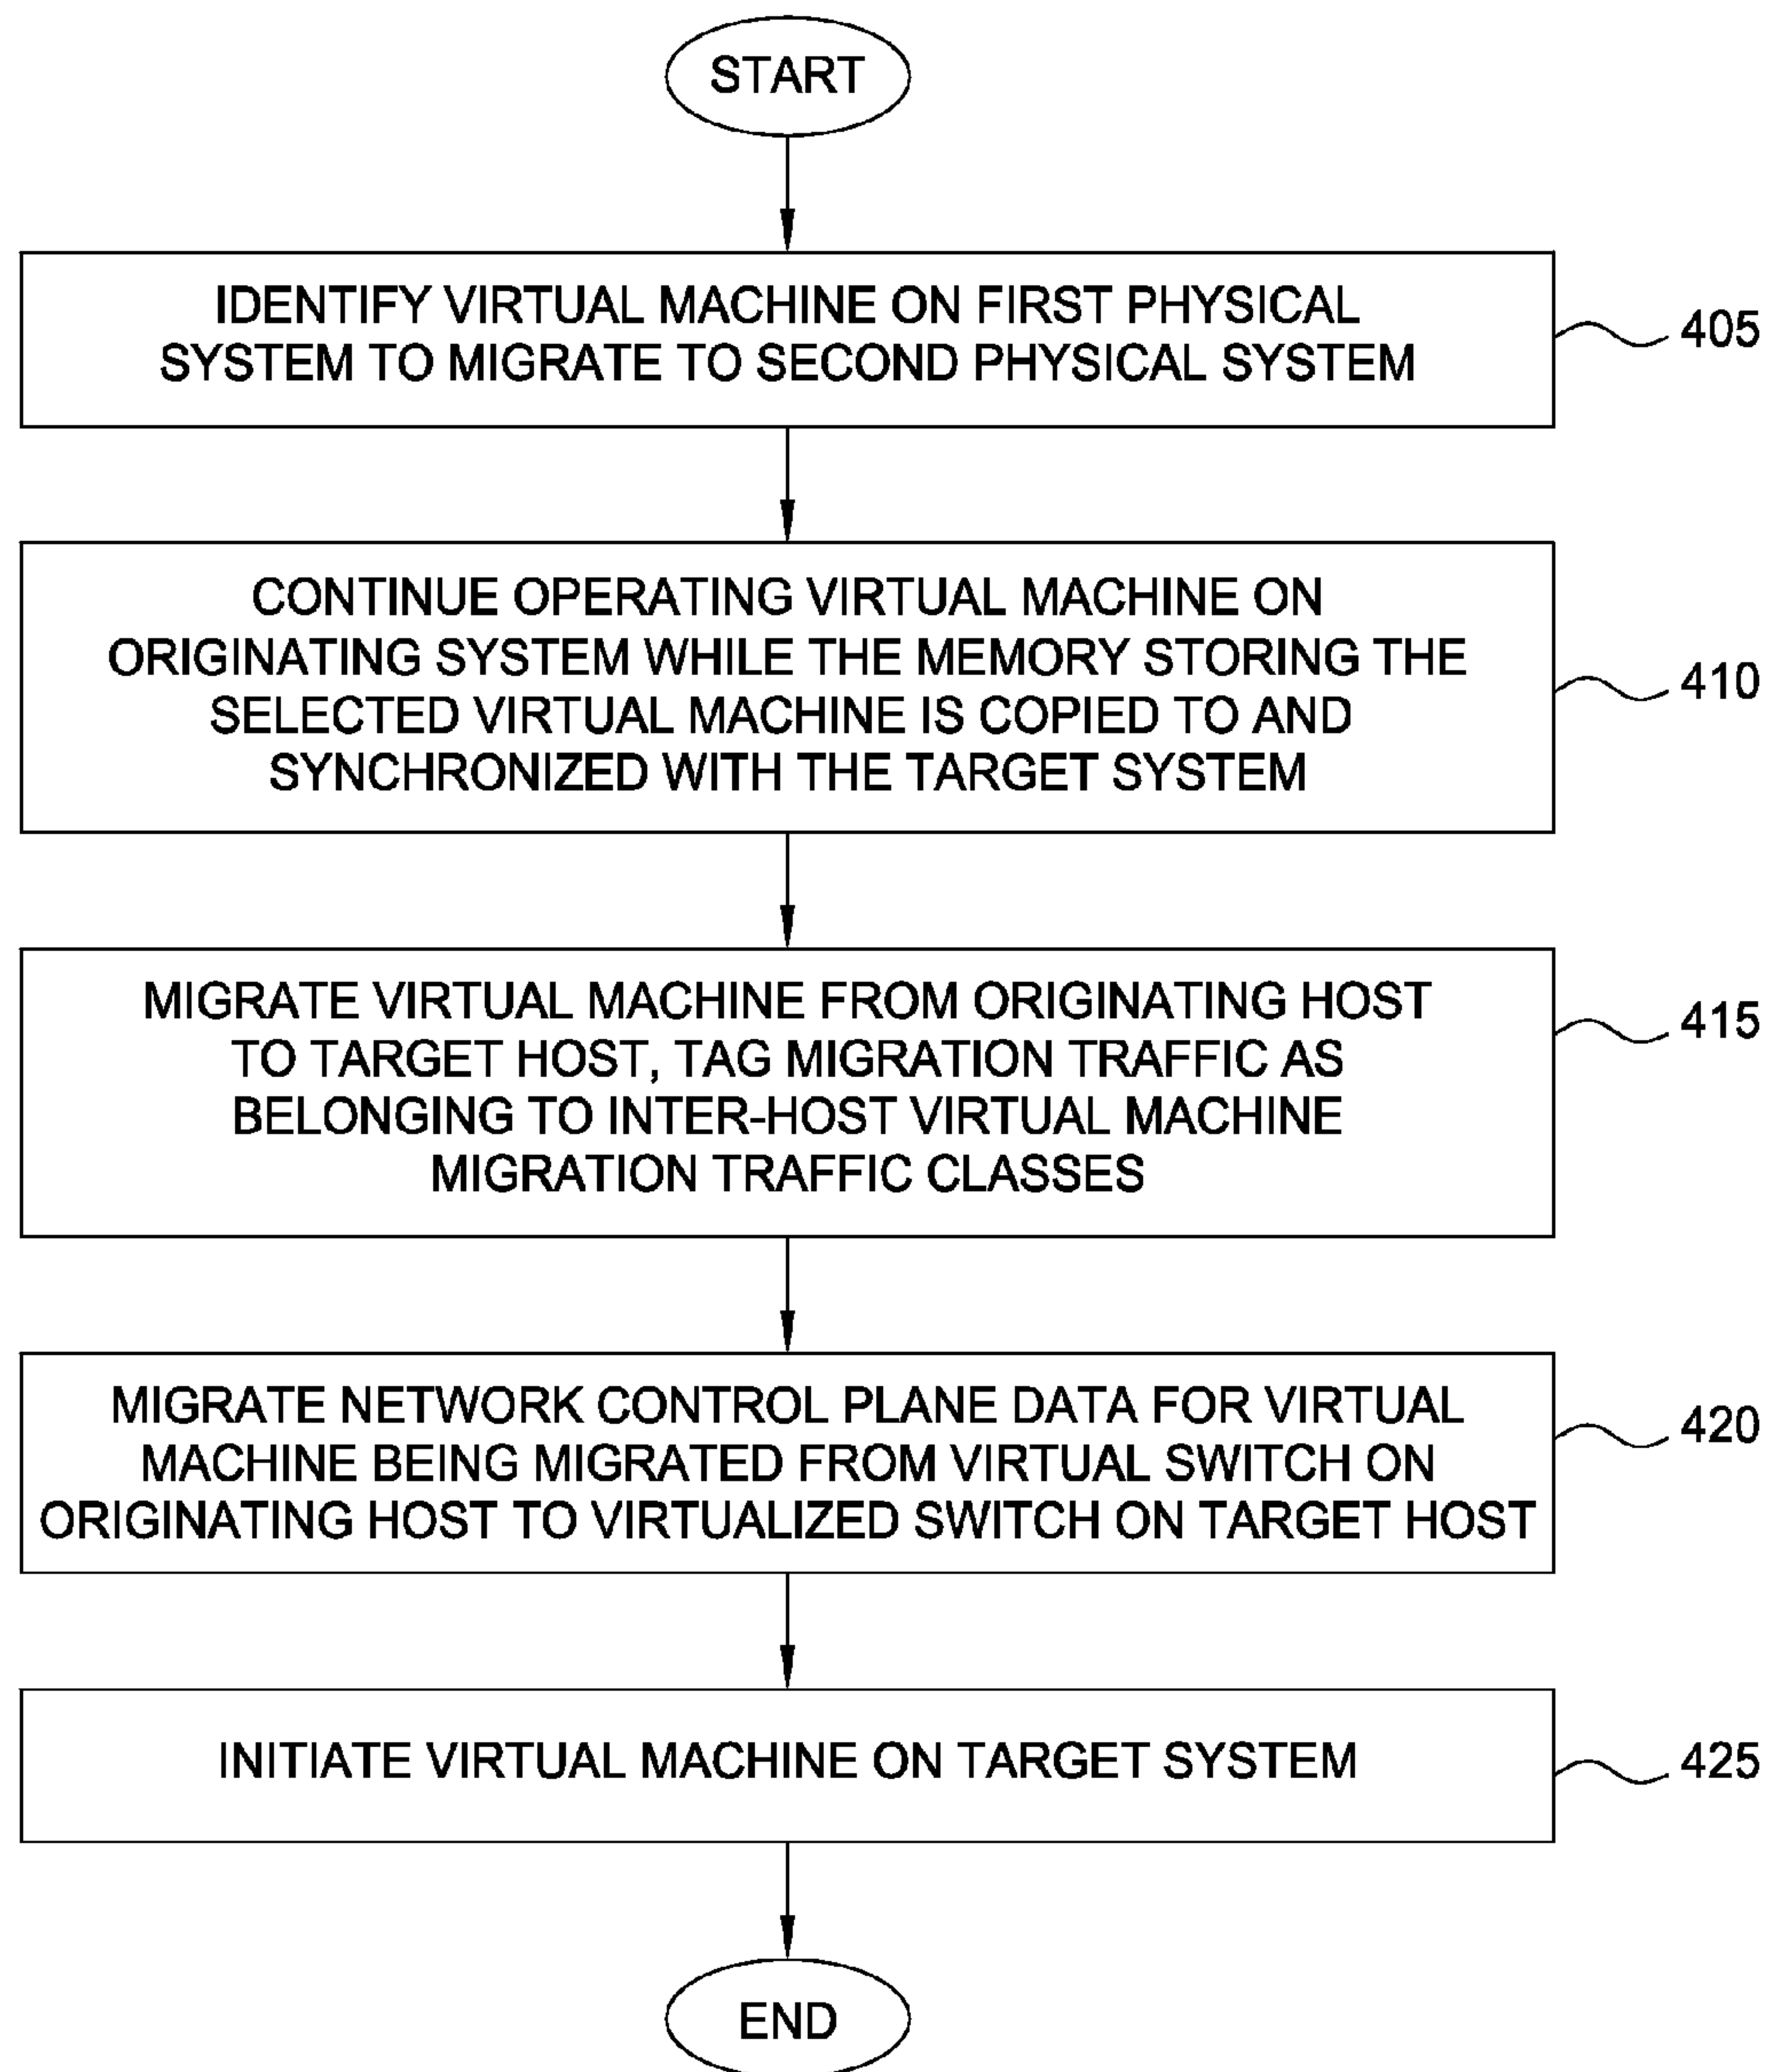 START
IDENTIFY VIRTUAL MACHINE ON FIRST PHYSICAL
SYSTEM TO MIGRATE TO SECOND PHYSICAL SYSTEM
405
CONTINUE OPERATING VIRTUAL MACHINE ON
ORIGINATING SYSTEM WHILE THE MEMORY STORING THE
SELECTED VIRTUAL MACHINE IS COPIED TO AND
SYNCHRONIZED WITH THE TARGET SYSTEM
410
MIGRATE VIRTUAL MACHINE FROM ORIGINATING HOST
TO TARGET HOST, TAG MIGRATION TRAFFIC AS
BELONGING TO INTER-HOST VIRTUAL MACHINE
MIGRATION TRAFFIC CLASSES
415
MIGRATE NETWORK CONTROL PLANE DATA FOR VIRTUAL
MACHINE BEING MIGRATED FROM VIRTUAL SWITCH ON
ORIGINATING HOST TO VIRTUALIZED SWITCH ON TARGET HOST
420
INITIATE VIRTUAL MACHINE ON TARGET SYSTEM
425
END